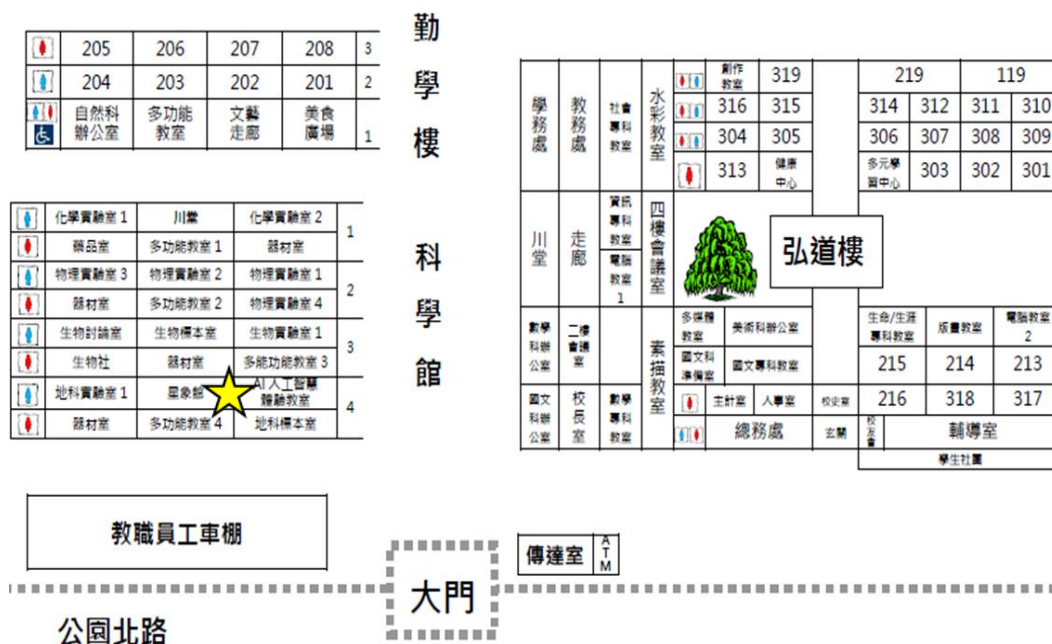 勤學樓
205 206 207 208 3
204 203 202 201 2
自然科辦公室 多功能教室 文藝走廊 美食廣場 1
科學館
化學實驗室1 川堂 化學實驗室2 1
藥品室 多功能教室1 器材室
物理實驗室3 物理實驗室2 物理實驗室1 2
器材室 多功能教室2 物理實驗室4
生物討論室 生物標本室 生物實驗室1 3
生物社 器材室 多能功能教室3
地科實驗室1 星象館 AI人工智慧體驗教室 4
器材室 多功能教室4 地科標本室
學務處 教務處 社會專科教室 水彩教室
創作教室 319 219 119
316 315 314 312 311 310
304 305 306 307 308 309
313 健康中心 多元學習中心 303 302 301
川堂 走廊 資訊專科教室 電腦教室1 四樓會議室
弘道樓
數學科辦公室 二樓會議室 素描教室
多媒體教室 美術科辦公室 生命/生涯專科教室 版畫教室 電腦教室2
國文科準備室 國文專科教室 215 214 213
國文科辦公室 校長室 數學專科教室
主計室 人事室 校史室 216 318 317
總務處 玄關 校友會 輔導室
學生社團
教職員工車棚
傳達室 ATM
大門
公園北路